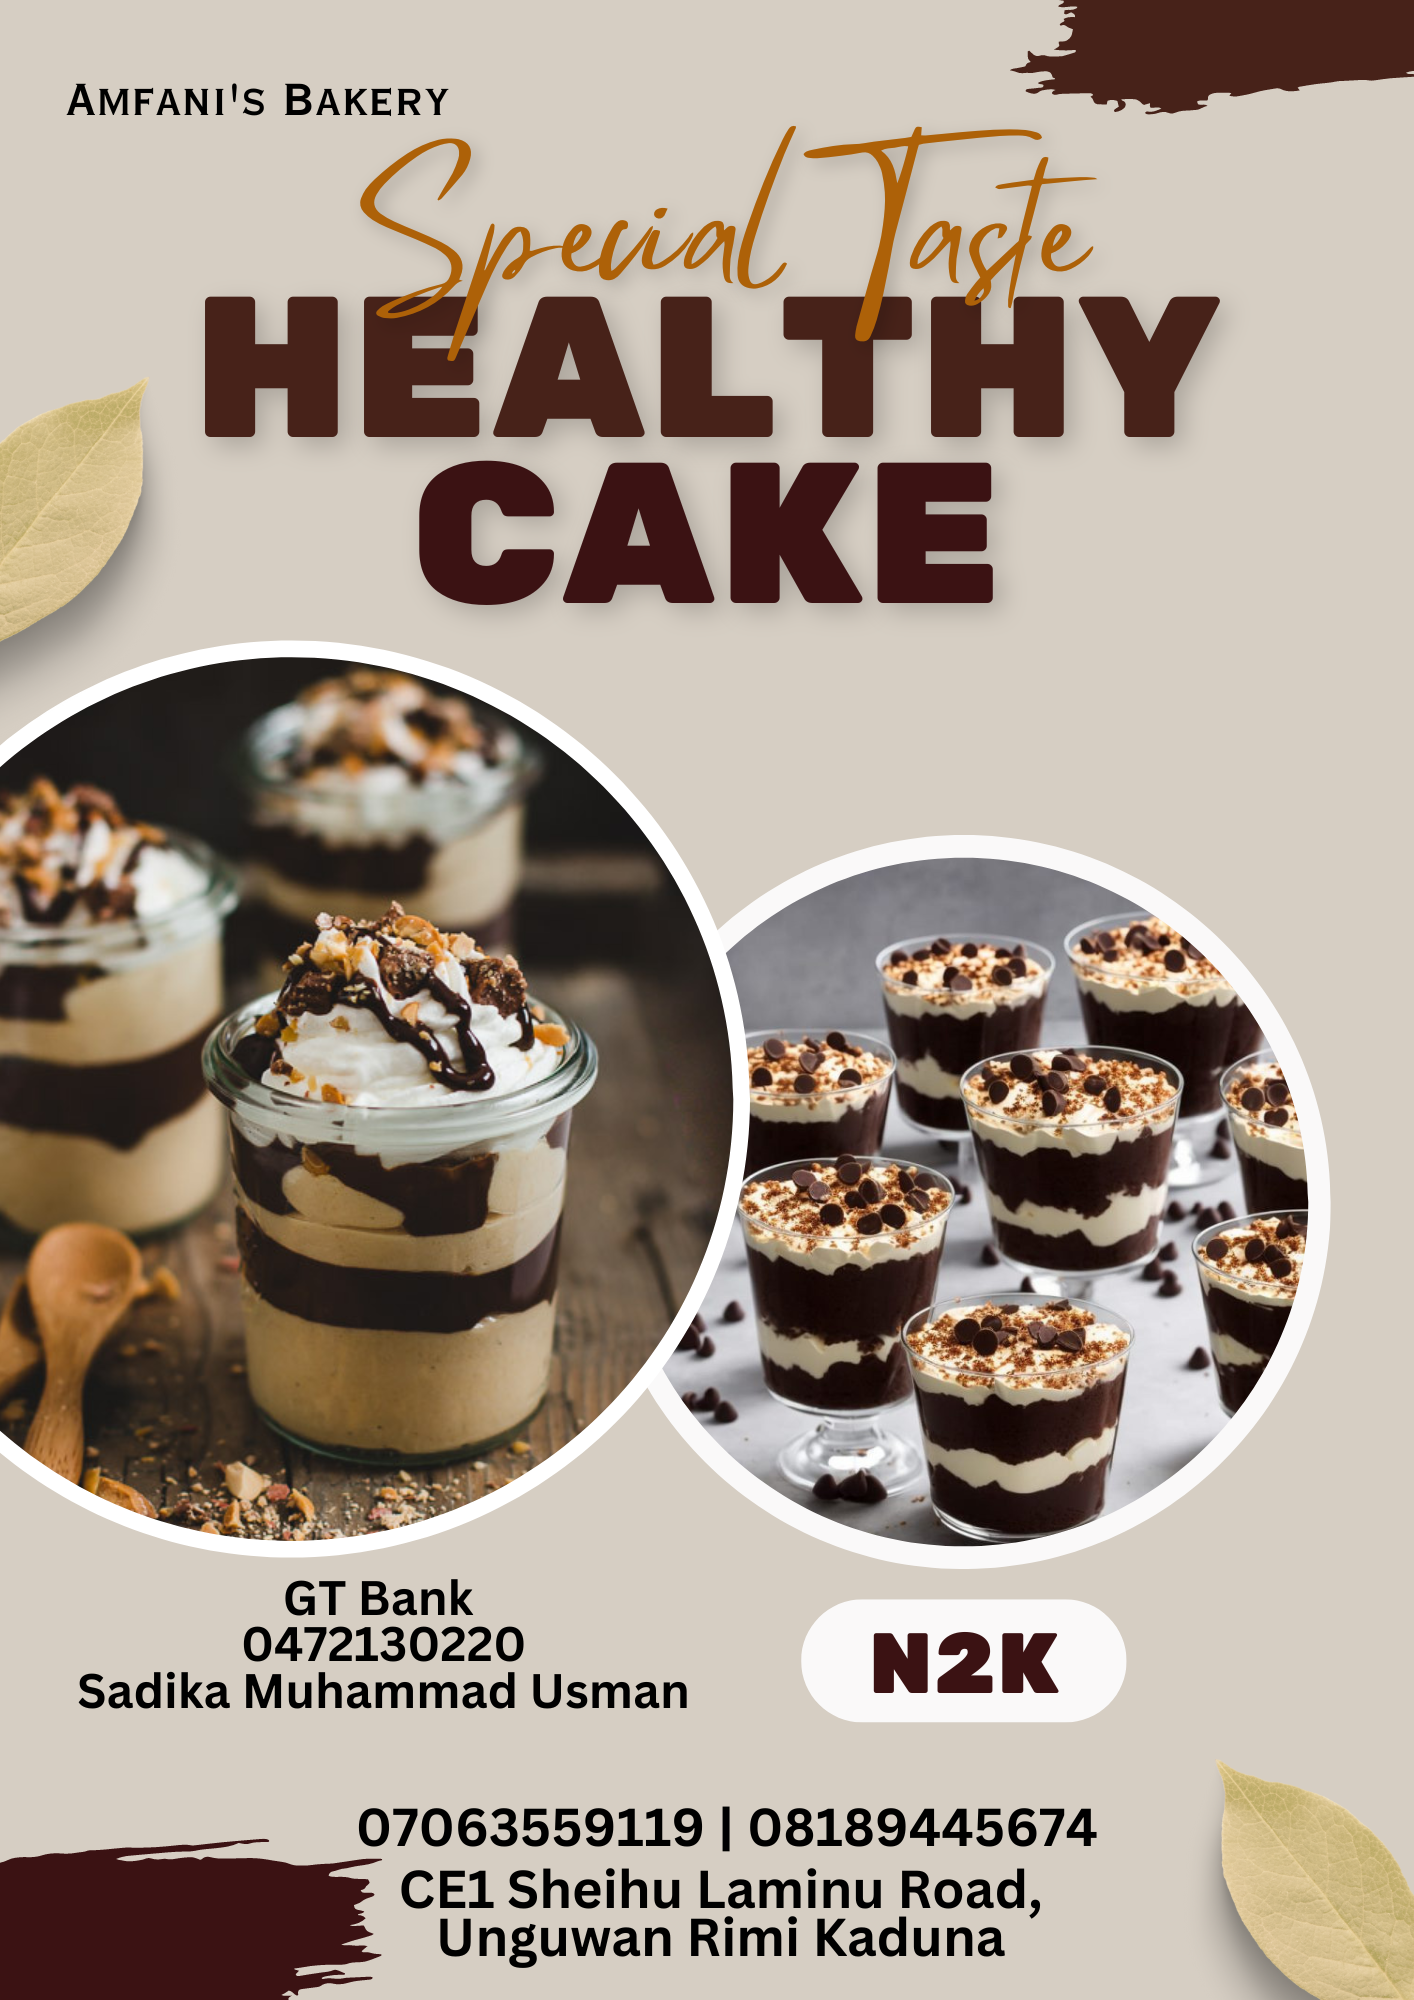 Amfani's Bakery
Special Taste
HEALTHY
CAKE
GT Bank
0472130220
Sadika Muhammad Usman
N2K
07063559119 | 08189445674
CE1 Sheihu Laminu Road,
Unguwan Rimi Kaduna